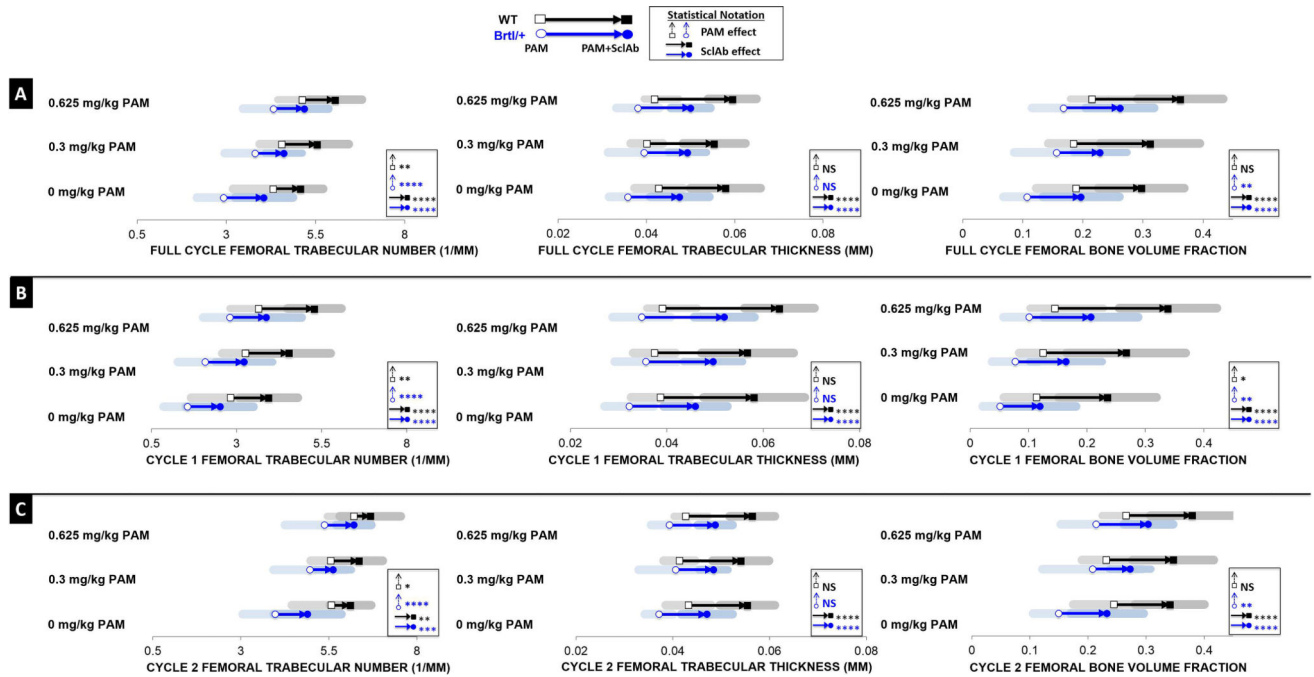 Statistical Notation
WT
PAM effect
Brtl/+
SclAb effect
PAM PAM+SclAb
A
0.625 mg/kg PAM 0.625 mg/kg PAM 0.625 mg/kg PAM
0.3 mg/kg PAM 0.3 mg/kg PAM 0.3 mg/kg PAM
** NS NS
**** NS **
0 mg/kg PAM 0 mg/kg PAM 0 mg/kg PAM
**** **** ****
**** **** ****
0.5 3 5.5 8 0.02 0.04 0.06 0.08 0 0.1 0.2 0.3 0.4
FULL CYCLE FEMORAL TRABECULAR NUMBER (1/MM) FULL CYCLE FEMORAL TRABECULAR THICKNESS (MM) FULL CYCLE FEMORAL BONE VOLUME FRACTION
B
0.625 mg/kg PAM 0.625 mg/kg PAM 0.625 mg/kg PAM
0.3 mg/kg PAM 0.3 mg/kg PAM 0.3 mg/kg PAM
** NS *
**** NS **
0 mg/kg PAM 0 mg/kg PAM 0 mg/kg PAM
**** **** ****
**** **** ****
0.5 3 5.5 8 0.02 0.04 0.06 0.08 0 0.1 0.2 0.3 0.4
CYCLE 1 FEMORAL TRABECULAR NUMBER (1/MM) CYCLE 1 FEMORAL TRABECULAR THICKNESS (MM) CYCLE 1 FEMORAL BONE VOLUME FRACTION
C
0.625 mg/kg PAM 0.625 mg/kg PAM 0.625 mg/kg PAM
0.3 mg/kg PAM 0.3 mg/kg PAM 0.3 mg/kg PAM
* NS NS
**** NS **
0 mg/kg PAM 0 mg/kg PAM 0 mg/kg PAM
** **** ****
*** **** ****
0.5 3 5.5 8 0.02 0.04 0.06 0.08 0 0.1 0.2 0.3 0.4
CYCLE 2 FEMORAL TRABECULAR NUMBER (1/MM) CYCLE 2 FEMORAL TRABECULAR THICKNESS (MM) CYCLE 2 FEMORAL BONE VOLUME FRACTION